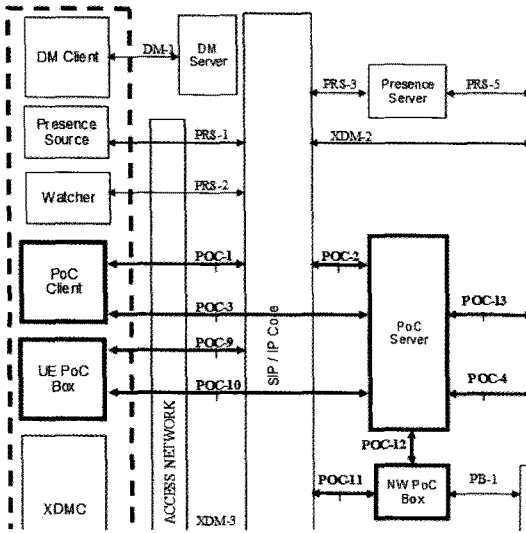 DM Client
DM-1
DM
Server
PRS-3
Presence
Server
PRS-5
Presence
Source
PRS-1
XDM-2
Watcher
PRS-2
PoC
Client
POC-1
POC-2
POC-3
PoC
Server
POC-13
UE PoC
Box
POC-9
POC-10
POC-4
SIP / IP Core
ACCESS NETWORK
POC-12
XDMC
XDM-3
POC-11
NW PoC
Box
PB-1